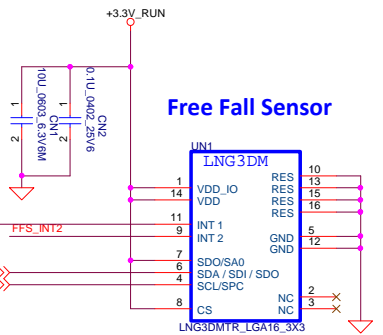 +3.3V_RUN
Free Fall Sensor
1
2
10U_0603_6.3V6M
CN1
1
2
0.1U_0402_25V6
CN2
UN1
LNG3DM
1 VDD_IO
14 VDD
11 INT 1
FFS_INT2 9 INT 2
7 SDO/SA0
6 SDA / SDI / SDO
4 SCL/SPC
8 CS
RES 10
RES 13
RES 15
RES 16
GND 5
GND 12
NC 2
NC 3
LNG3DMTR_LGA16_3X3